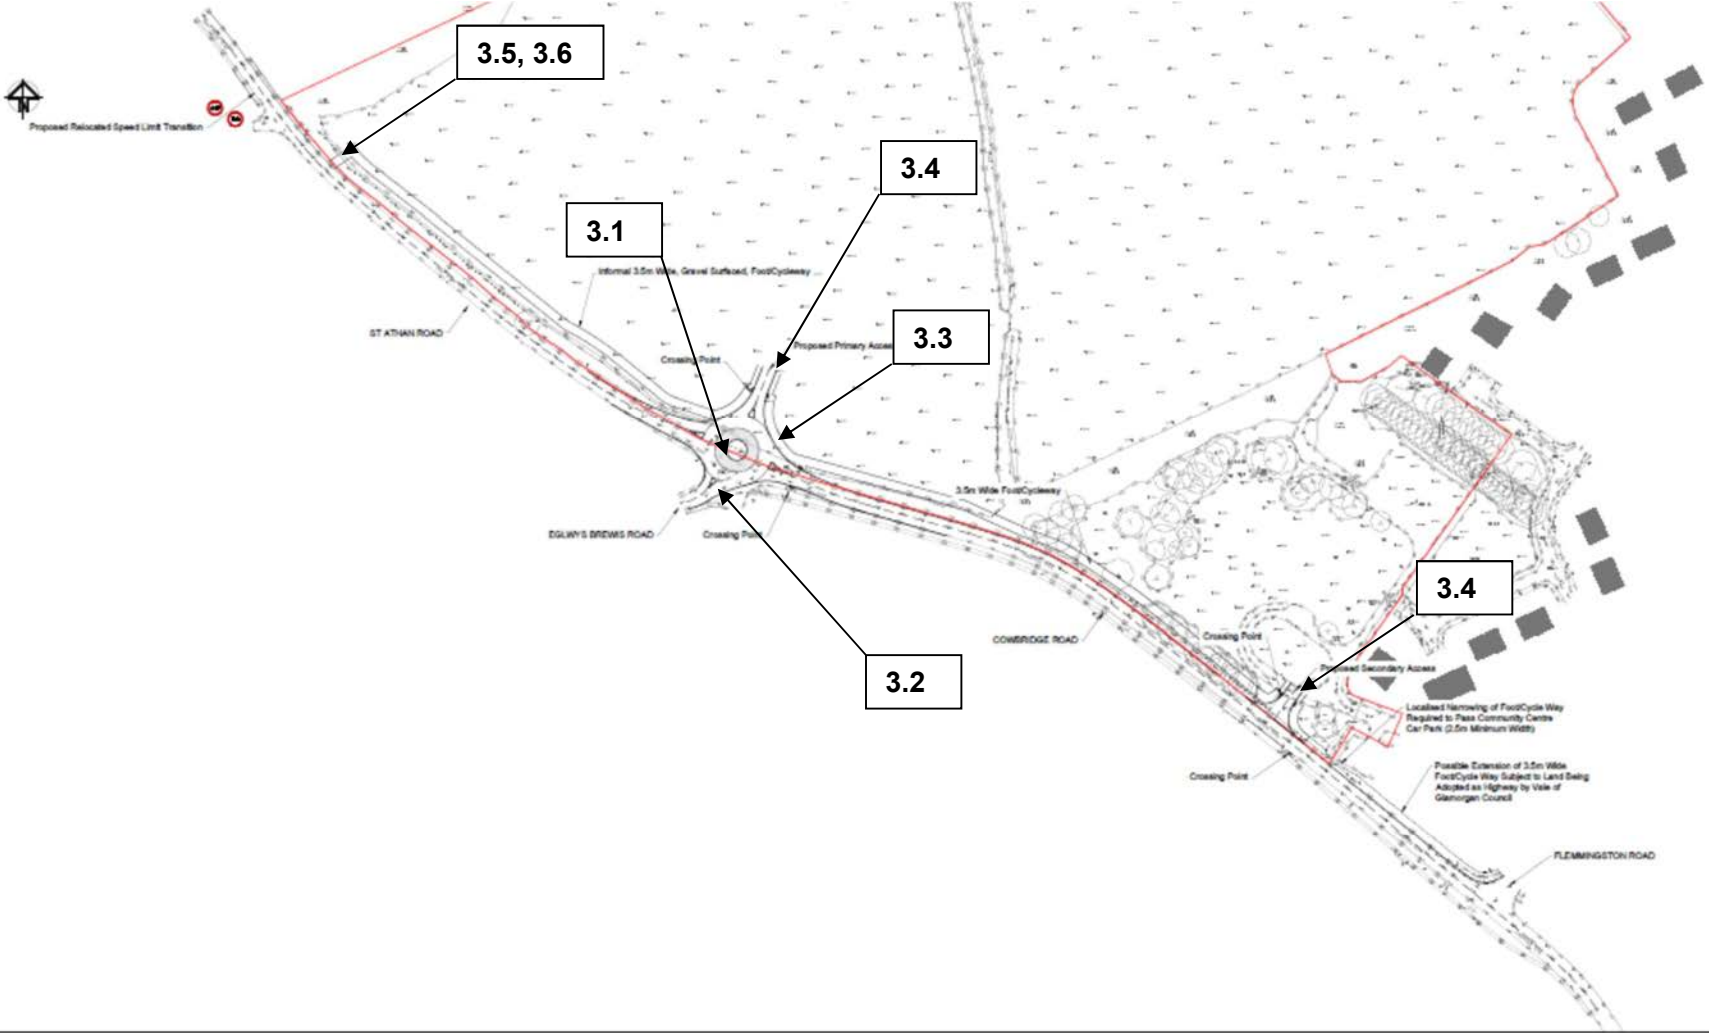 3.5, 3.6
N
Proposed Relocated Speed Limit Transition
3.4
3.1
Informal 3.5m Wide, Gravel Surfaced, Foot/Cycleway
ST ATHAN ROAD
3.3
Proposed Primary Access
Crossing Point
3.5m Wide Foot/Cycleway
EGLWYS BREWIS ROAD
Crossing Point
3.4
COWBRIDGE ROAD
Crossing Point
Proposed Secondary Access
3.2
Localised Narrowing of Foot/Cycle Way
Required to Pass Community Centre
Car Park (2.5m Minimum Width)
Crossing Point
Possible Extension of 3.5m Wide
Foot/Cycle Way Subject to Land Being
Adopted as Highway by Vale of
Glamorgan Council
FLEMMINGSTON ROAD